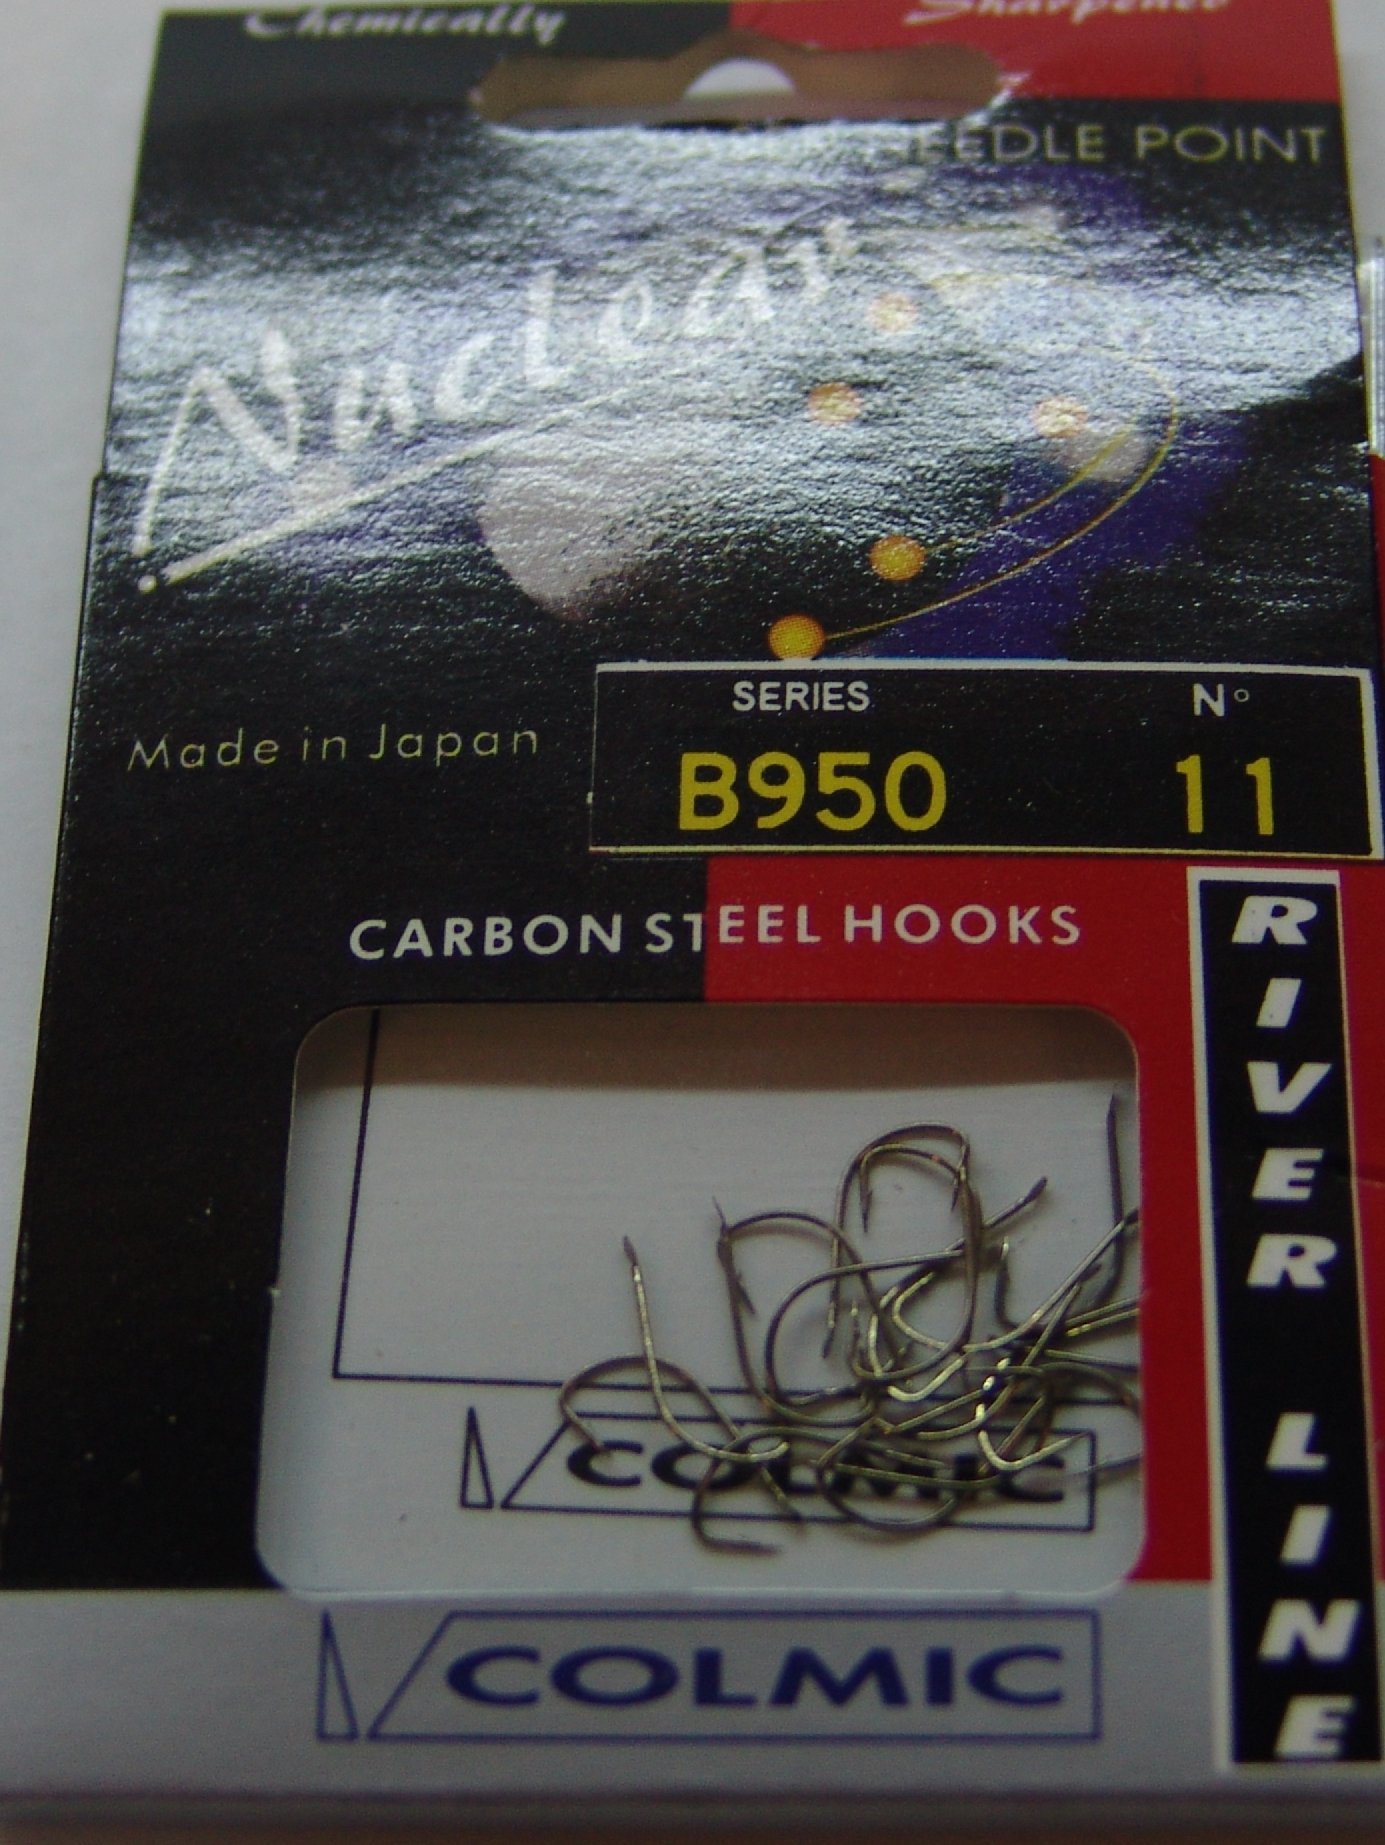 Chemically Sharpened
NEEDLE POINT
Nuclear
SERIES N°
Made in Japan
B950 11
CARBON STEEL HOOKS
RIVER LINE
COLMIC
COLMIC